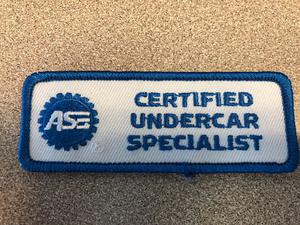 ASE
CERTIFIED
UNDERCAR
SPECIALIST